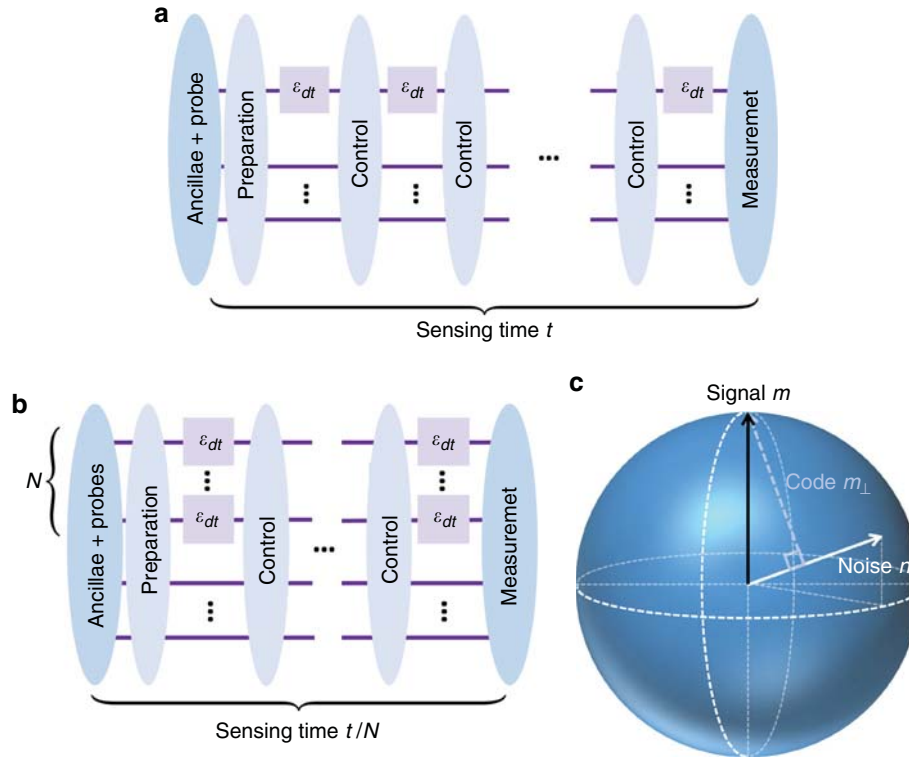 a
Ancillae + probe
Preparation
ε_dt
Control
ε_dt
Control
Control
ε_dt
Measuremet
Sensing time t
b
N
Ancillae + probes
Preparation
ε_dt
ε_dt
Control
Control
ε_dt
ε_dt
Measuremet
Sensing time t/N
c
Signal m
Code m⊥
Noise n